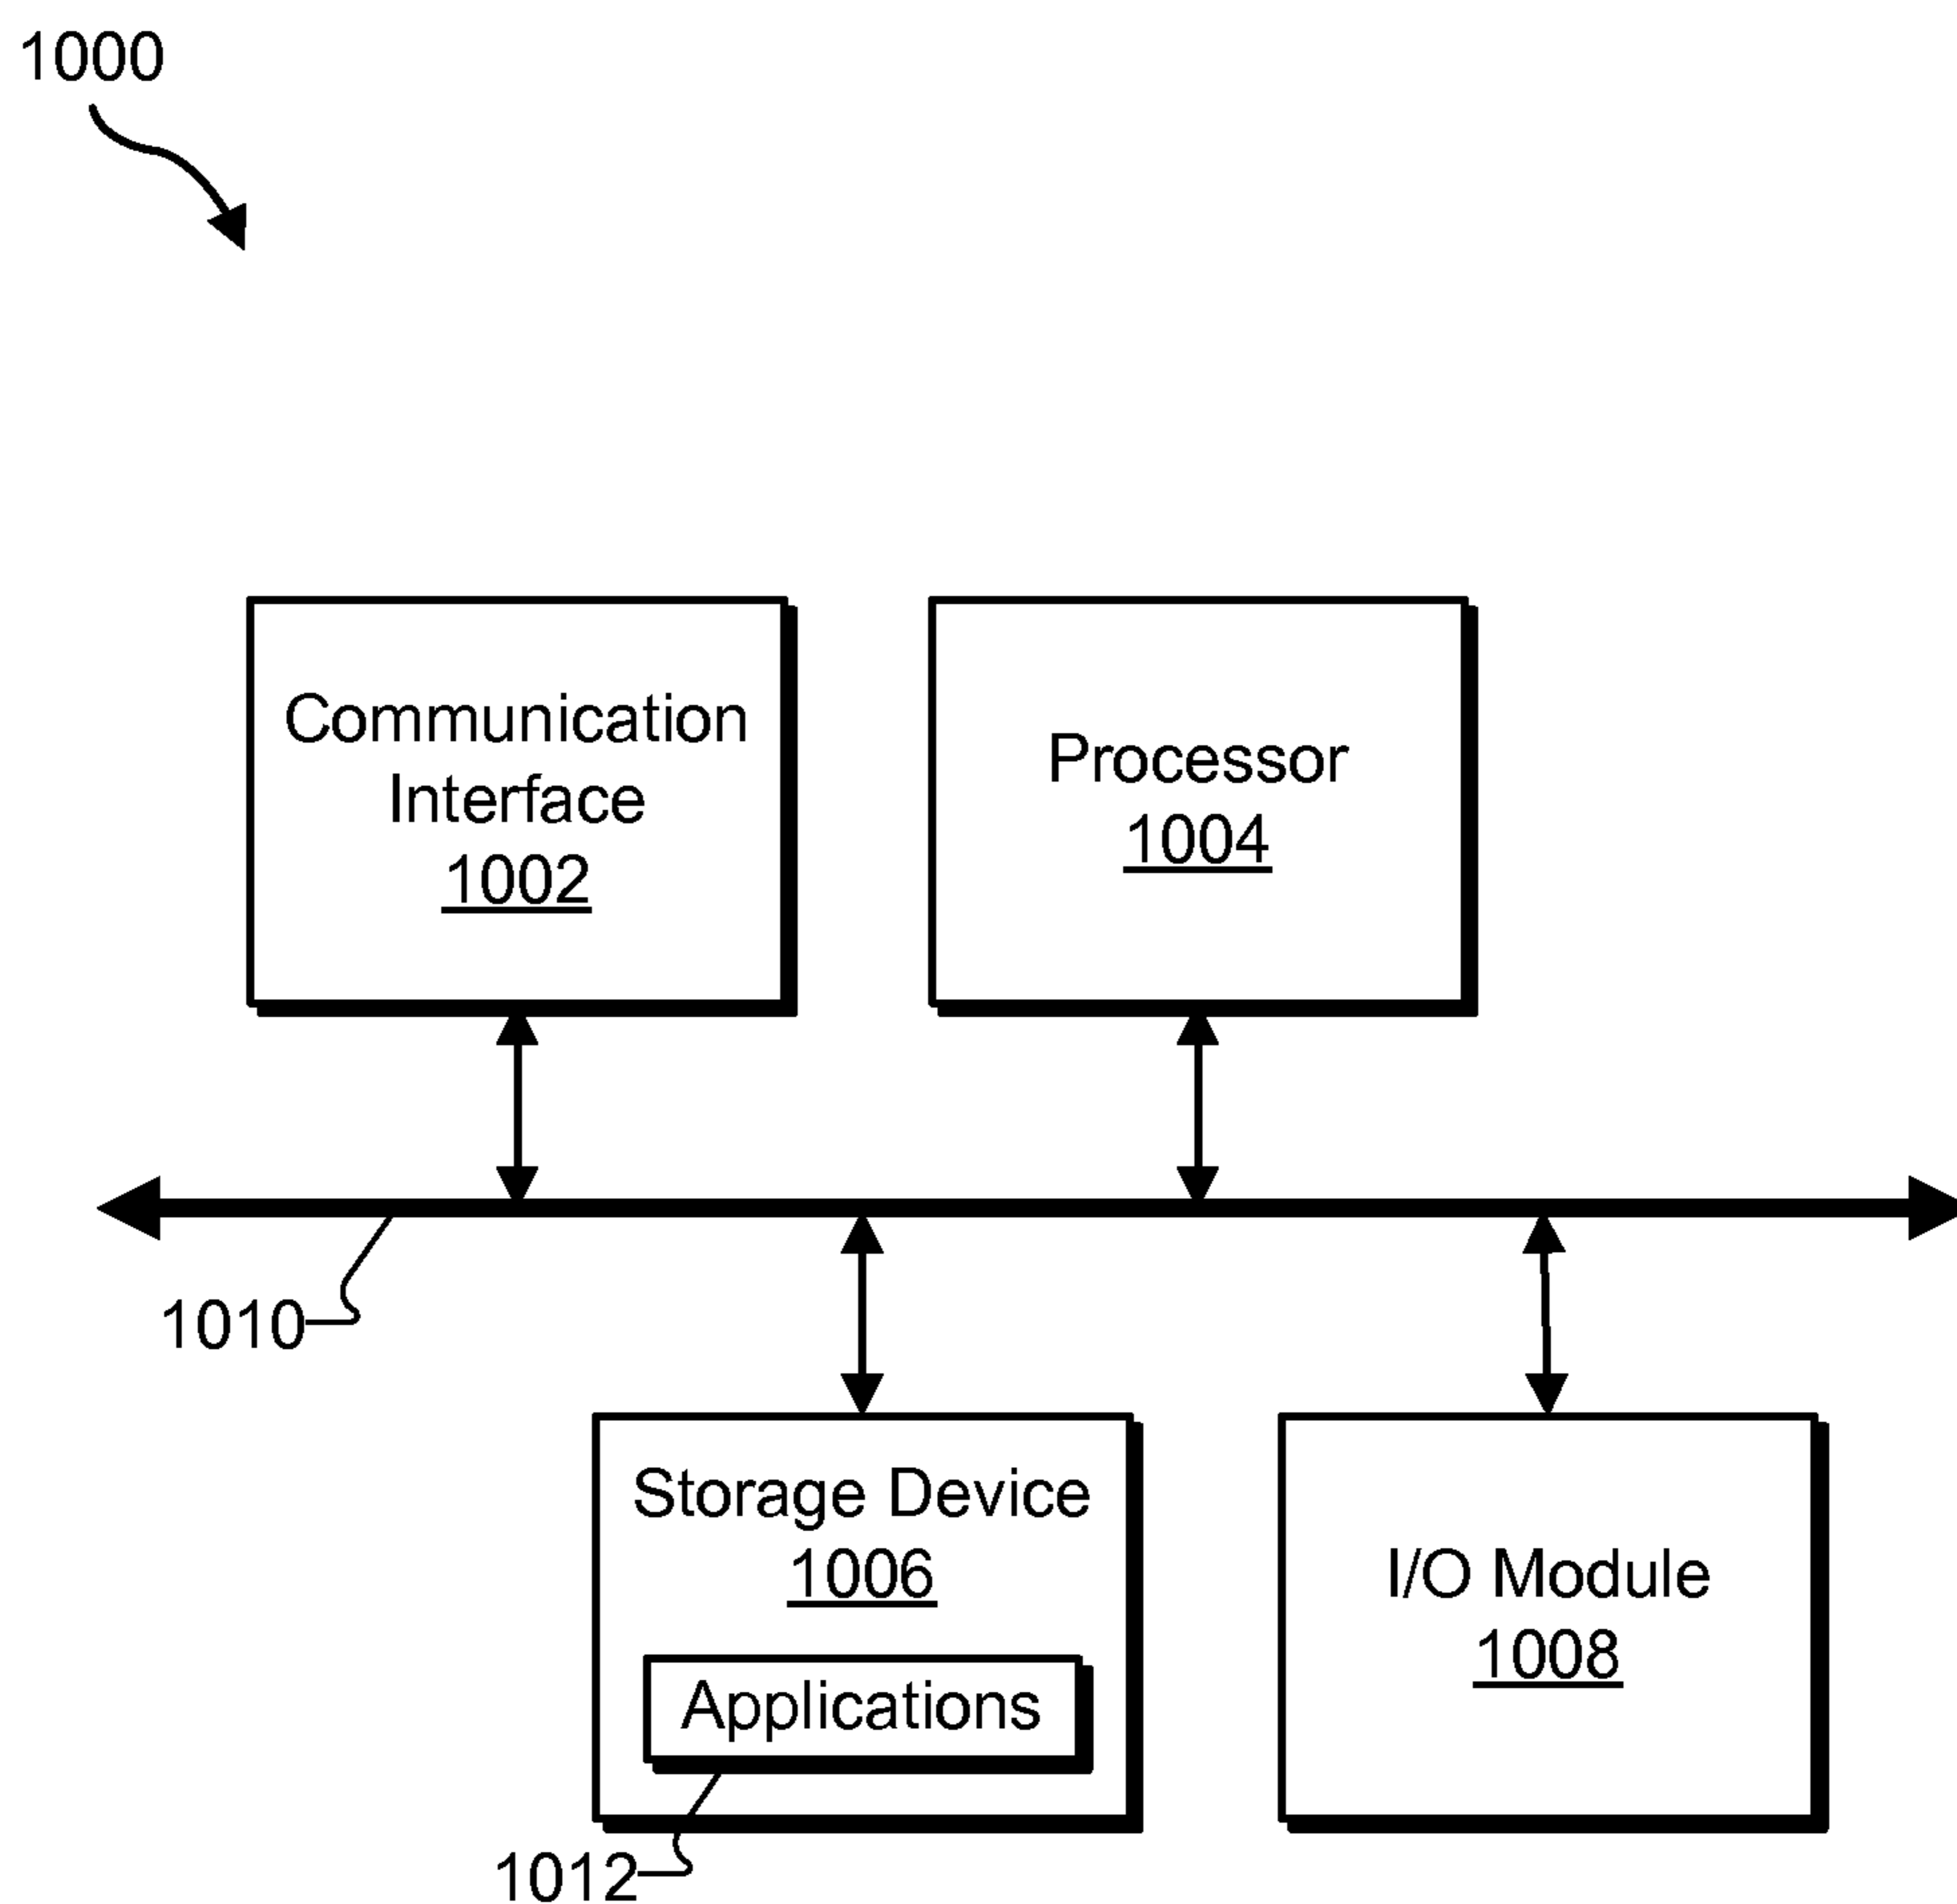 1000
Communication
Interface
1002
Processor
1004
1010
Storage Device
1006
Applications
1012
I/O Module
1008